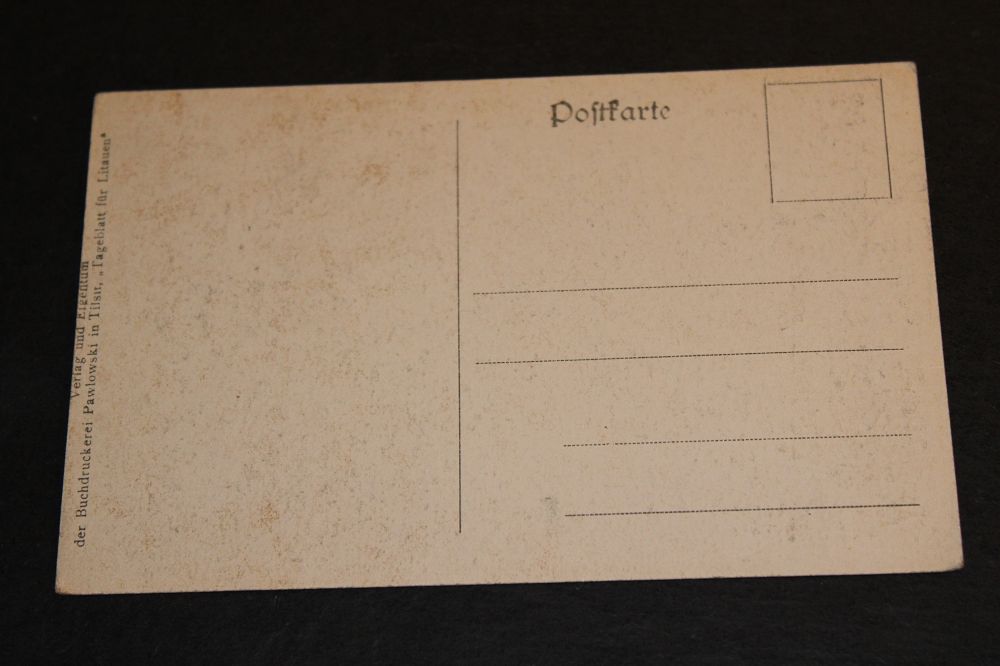 Poſtkarte
Verlag und Eigentum
der Buchdruckerei Pawlowski in Tilsit, „Tageblatt für Litauen“